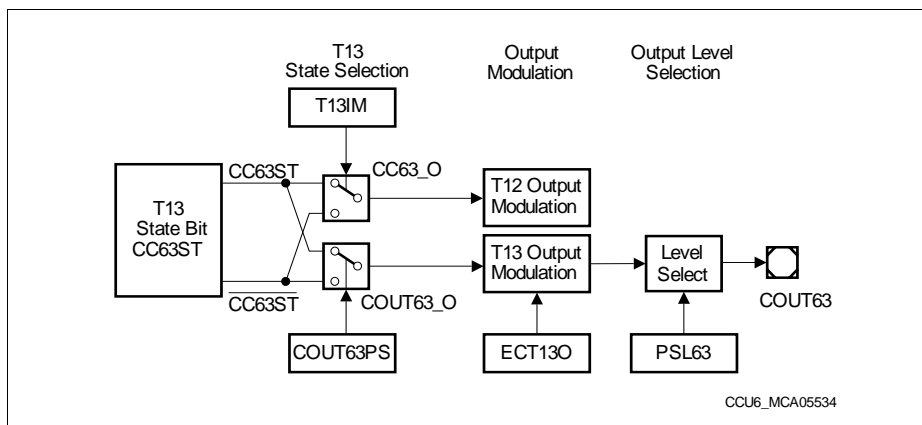 T13
State Selection
Output
Modulation
Output Level
Selection
T13IM
CC63ST
CC63_O
T13
State Bit
CC63ST
T12 Output
Modulation
T13 Output
Modulation
Level
Select
CC63ST
COUT63_O
COUT63
COUT63PS
ECT13O
PSL63
CCU6_MCA05534